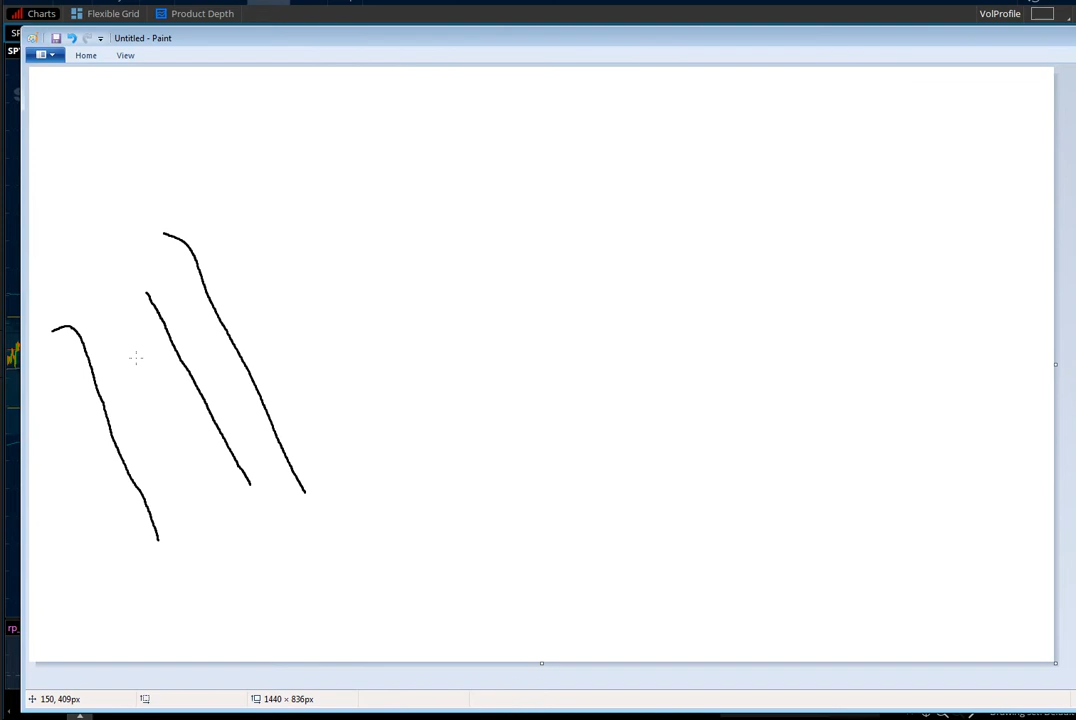 Charts Flexible Grid Product Depth VolProfile
Untitled - Paint
Home View
150, 409px 1440 × 836px